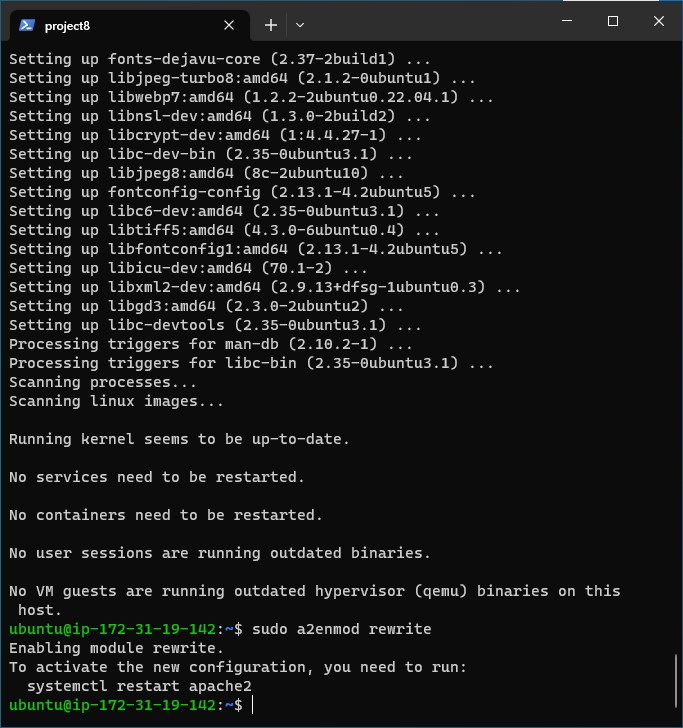 project8
Setting up fonts-dejavu-core (2.37-2build1) ...
Setting up libjpeg-turbo8:amd64 (2.1.2-0ubuntu1) ...
Setting up libwebp7:amd64 (1.2.2-2ubuntu0.22.04.1) ...
Setting up libnsl-dev:amd64 (1.3.0-2build2) ...
Setting up libcrypt-dev:amd64 (1:4.4.27-1) ...
Setting up libc-dev-bin (2.35-0ubuntu3.1) ...
Setting up libjpeg8:amd64 (8c-2ubuntu10) ...
Setting up fontconfig-config (2.13.1-4.2ubuntu5) ...
Setting up libc6-dev:amd64 (2.35-0ubuntu3.1) ...
Setting up libtiff5:amd64 (4.3.0-6ubuntu0.4) ...
Setting up libfontconfig1:amd64 (2.13.1-4.2ubuntu5) ...
Setting up libicu-dev:amd64 (70.1-2) ...
Setting up libxml2-dev:amd64 (2.9.13+dfsg-1ubuntu0.3) ...
Setting up libgd3:amd64 (2.3.0-2ubuntu2) ...
Setting up libc-devtools (2.35-0ubuntu3.1) ...
Processing triggers for man-db (2.10.2-1) ...
Processing triggers for libc-bin (2.35-0ubuntu3.1) ...
Scanning processes...
Scanning linux images...
Running kernel seems to be up-to-date.
No services need to be restarted.
No containers need to be restarted.
No user sessions are running outdated binaries.
No VM guests are running outdated hypervisor (qemu) binaries on this
 host.
ubuntu@ip-172-31-19-142:~$ sudo a2enmod rewrite
Enabling module rewrite.
To activate the new configuration, you need to run:
  systemctl restart apache2
ubuntu@ip-172-31-19-142:~$